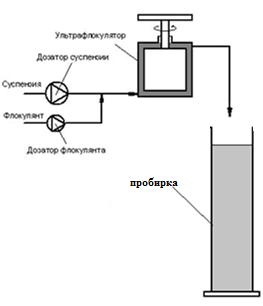 Ультрафлокулятор
Дозатор суспензии
Суспензия
Флокулянт
Дозатор флокулянта
пробирка